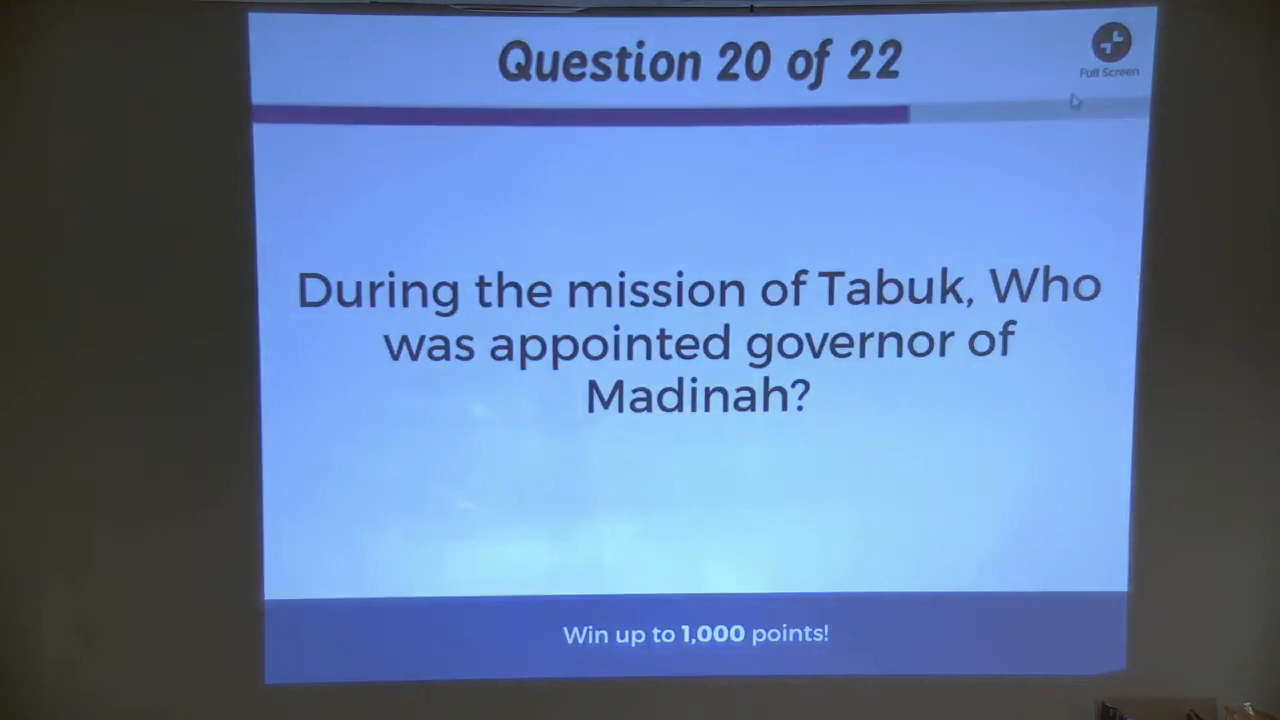 Question 20 of 22
Full Screen
During the mission of Tabuk, Who
was appointed governor of
Madinah?
Win up to 1,000 points!